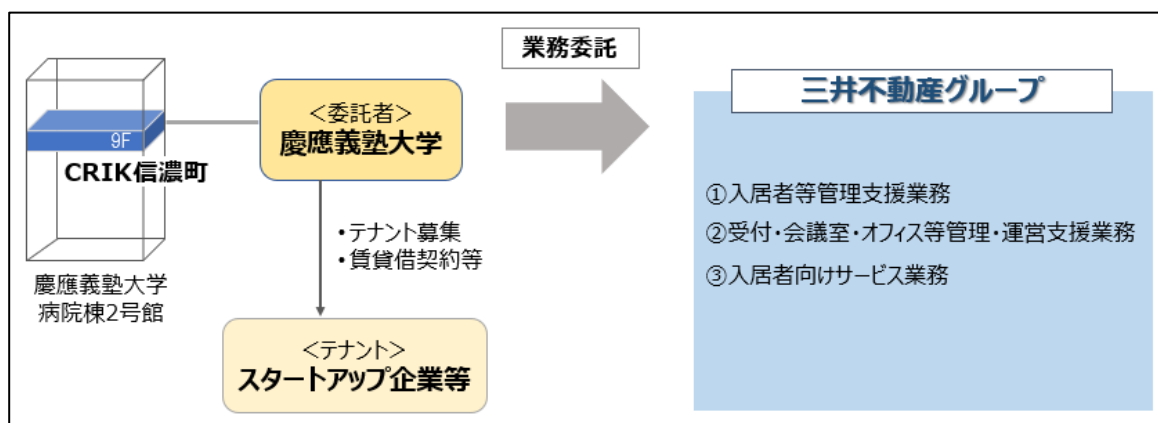 9F
CRIK信濃町
慶應義塾大学
病院棟2号館
＜委託者＞
慶應義塾大学
•テナント募集
•賃貸借契約等
＜テナント＞
スタートアップ企業等
業務委託
三井不動産グループ
①入居者等管理支援業務
②受付・会議室・オフィス等管理・運営支援業務
③入居者向けサービス業務